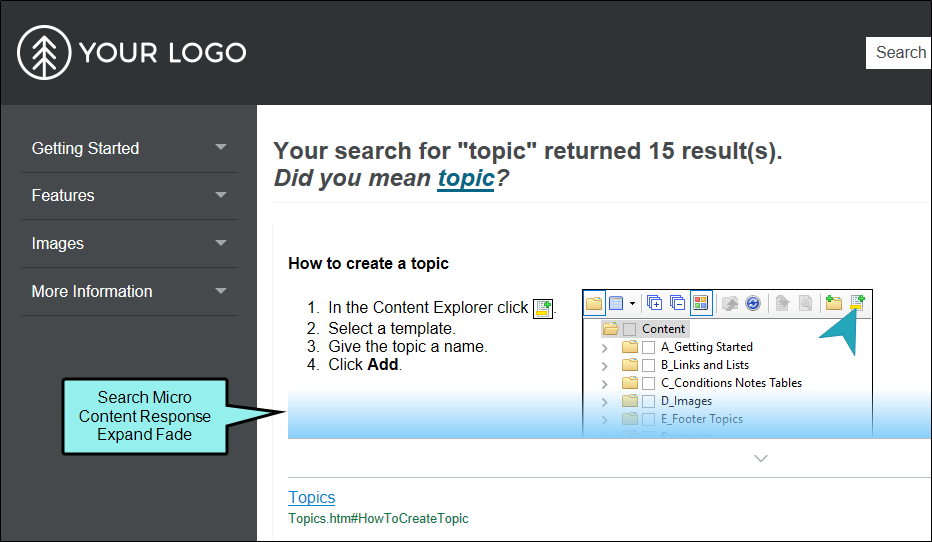 YOUR LOGO
Search
Getting Started
Features
Images
More Information
Your search for "topic" returned 15 result(s).
Did you mean topic?
How to create a topic
1. In the Content Explorer click .
2. Select a template.
3. Give the topic a name.
4. Click Add.
Content
A_Getting Started
B_Links and Lists
C_Conditions Notes Tables
D_Images
E_Footer Topics
Search Micro
Content Response
Expand Fade
Topics
Topics.htm#HowToCreateTopic